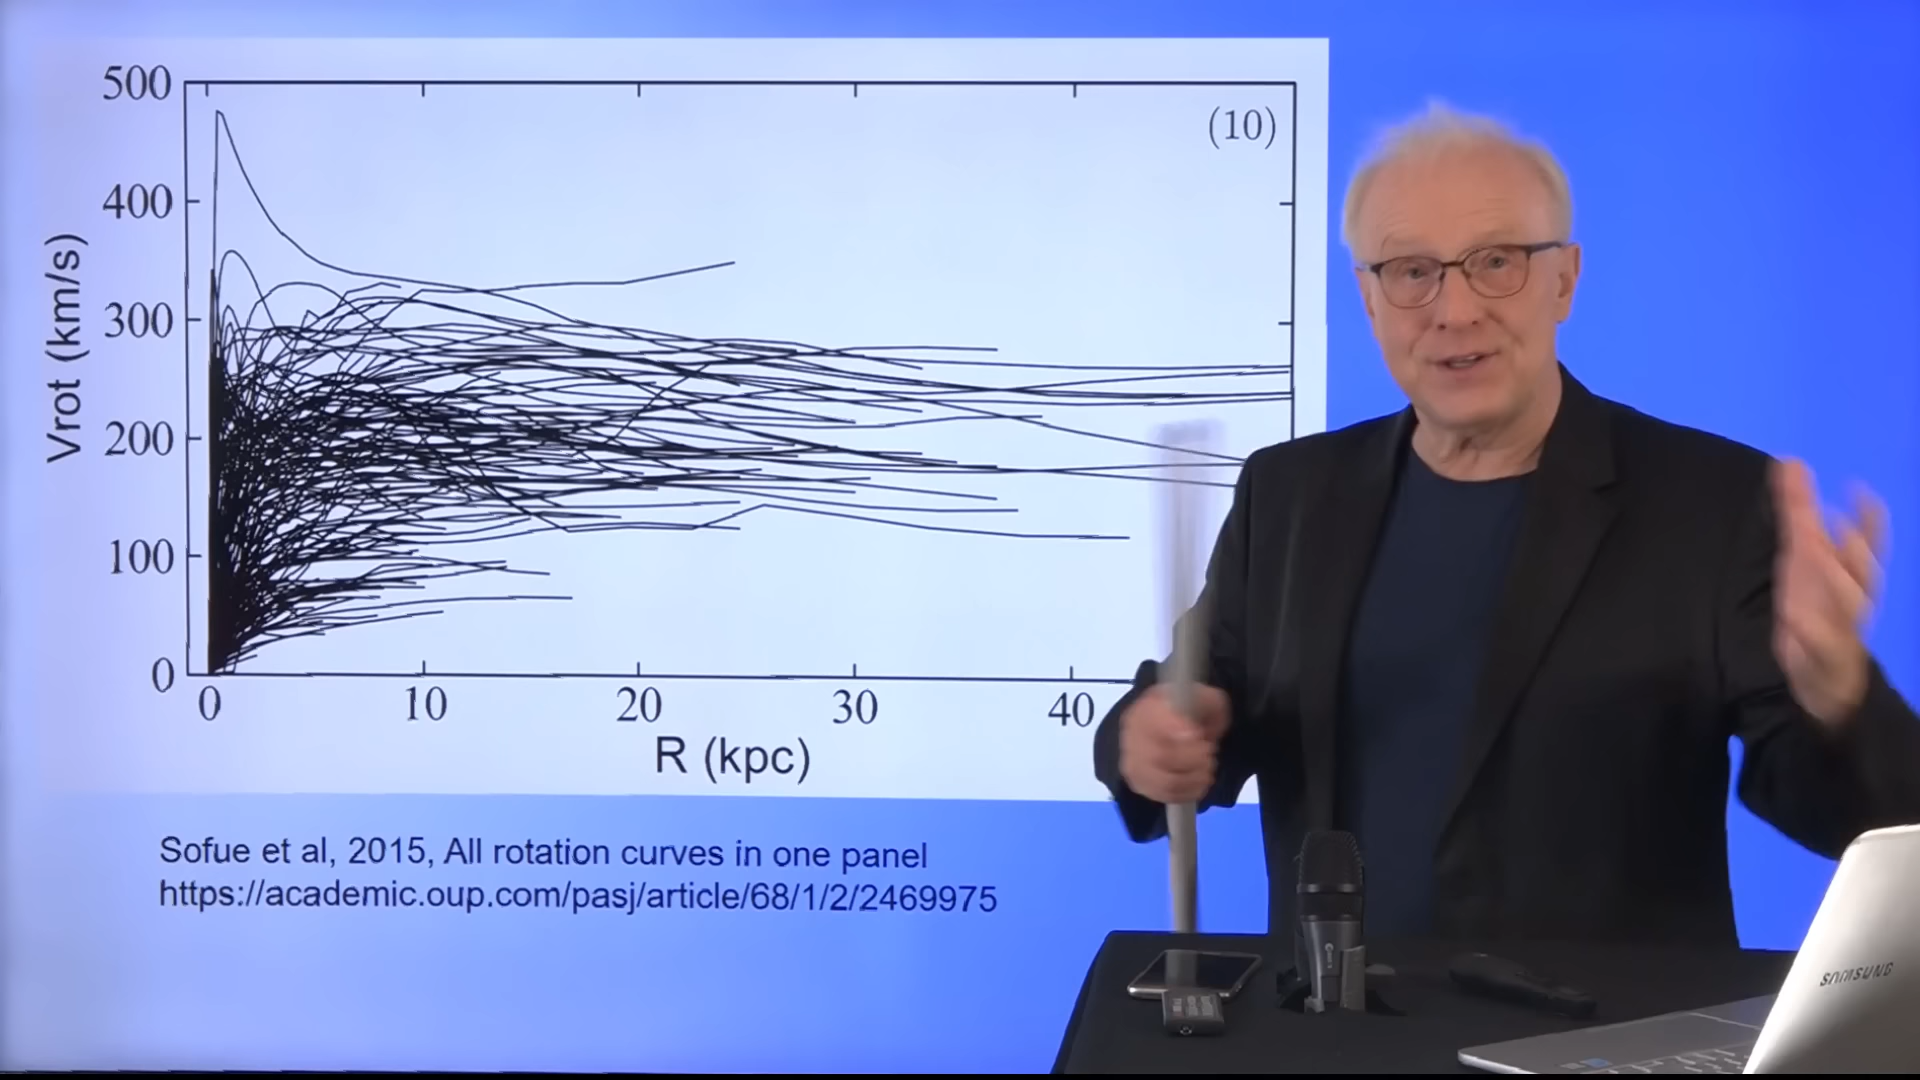 500
(10)
400
300
200
100
0
Vrot (km/s)
0 10 20 30 40
R (kpc)
Sofue et al, 2015, All rotation curves in one panel
https://academic.oup.com/pasj/article/68/1/2/2469975
SAMSUNG